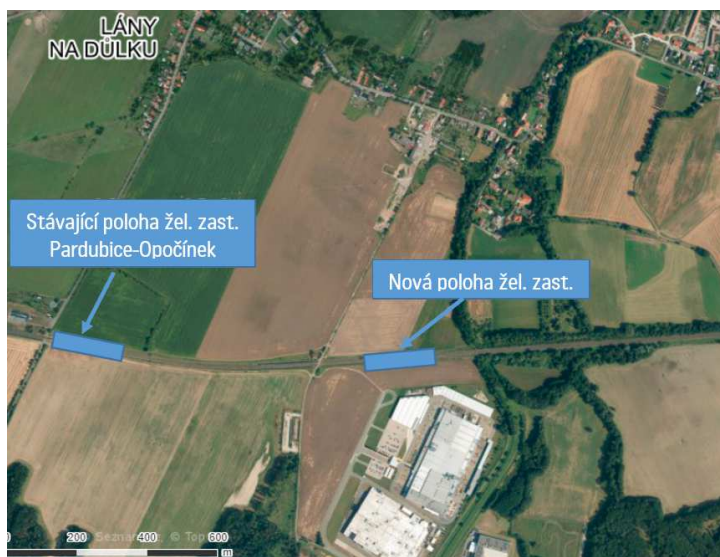 LÁNY
NA DŮLKU
Stávající poloha žel. zast.
Pardubice-Opočínek
Nová poloha žel. zast.
200
400
600
m